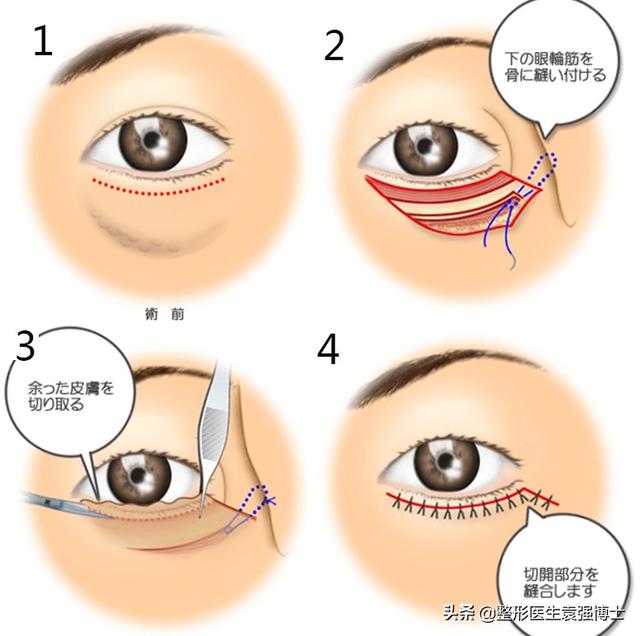 1
2
下の眼輪筋を
骨に縫い付ける
術 前
3
余った皮膚を
切り取る
4
切開部分を
縫合します
头条 @整形医生袁强博士